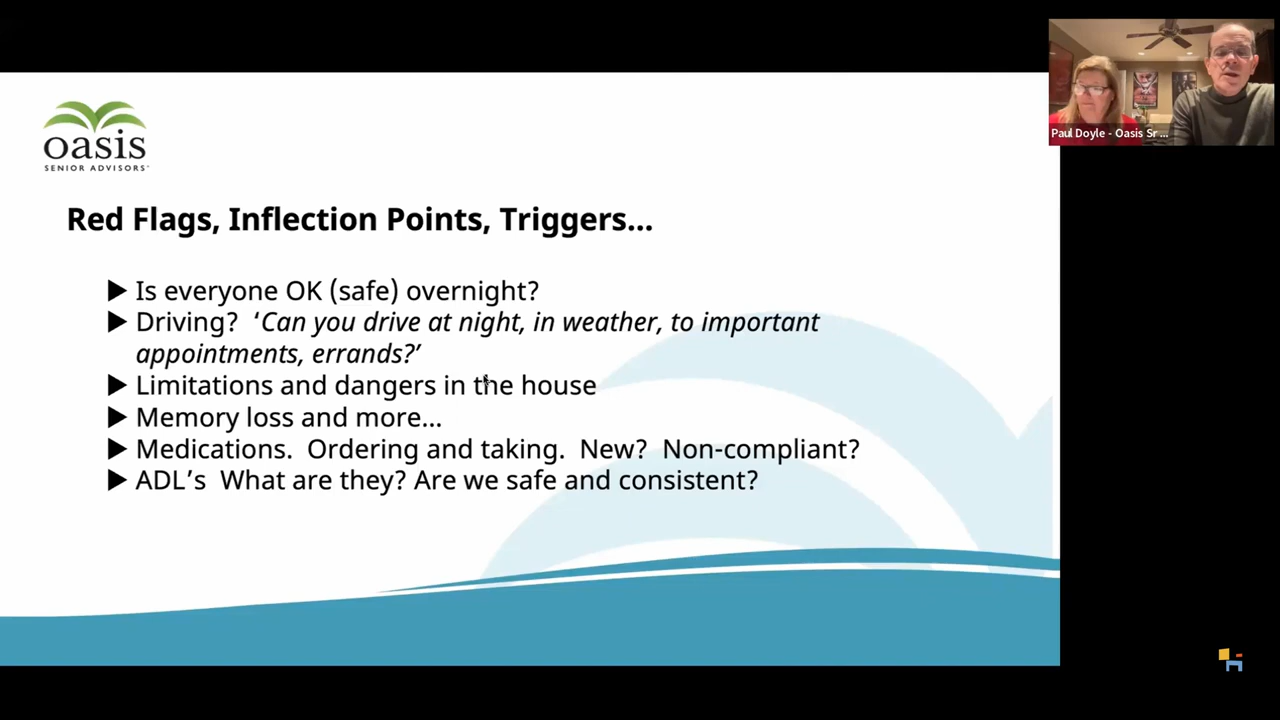 oasis
SENIOR ADVISORS
Red Flags, Inflection Points, Triggers...
Is everyone OK (safe) overnight?
Driving?  ‘Can you drive at night, in weather, to important
appointments, errands?’
Limitations and dangers in the house
Memory loss and more...
Medications.  Ordering and taking.  New?  Non-compliant?
ADL’s  What are they? Are we safe and consistent?
Paul Doyle - Oasis Sr ...